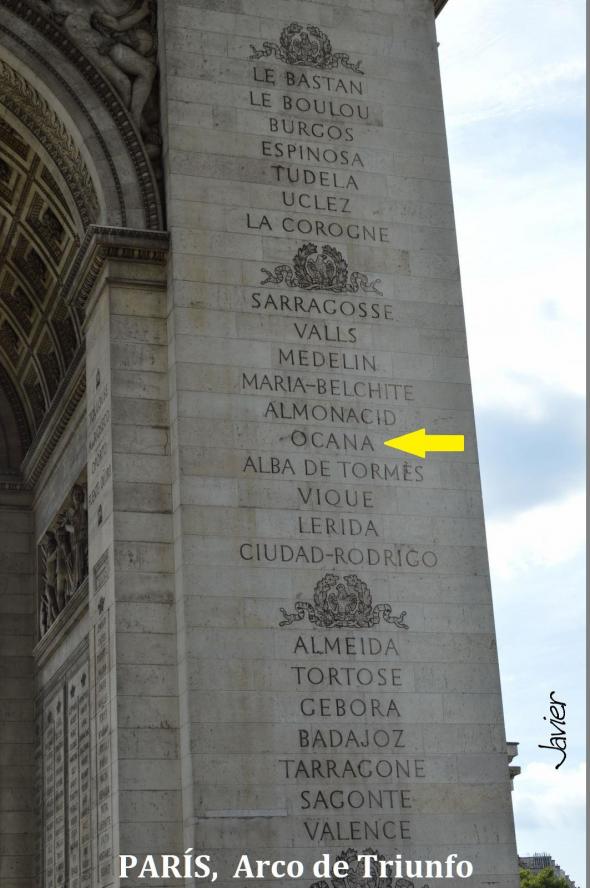 LE BASTAN
LE BOULOU
BURGOS
ESPINOSA
TUDELA
UCLEZ
LA COROGNE
SARRAGOSSE
VALLS
MEDELIN
MARIA-BELCHITE
ALMONACID
OCANA
ALBA DE TORMÈS
VIQUE
LERIDA
CIUDAD-RODRIGO
ALMEIDA
TORTOSE
GEBORA
BADAJOZ
TARRAGONE
SAGONTE
VALENCE
Javier
PARÍS, Arco de Triunfo